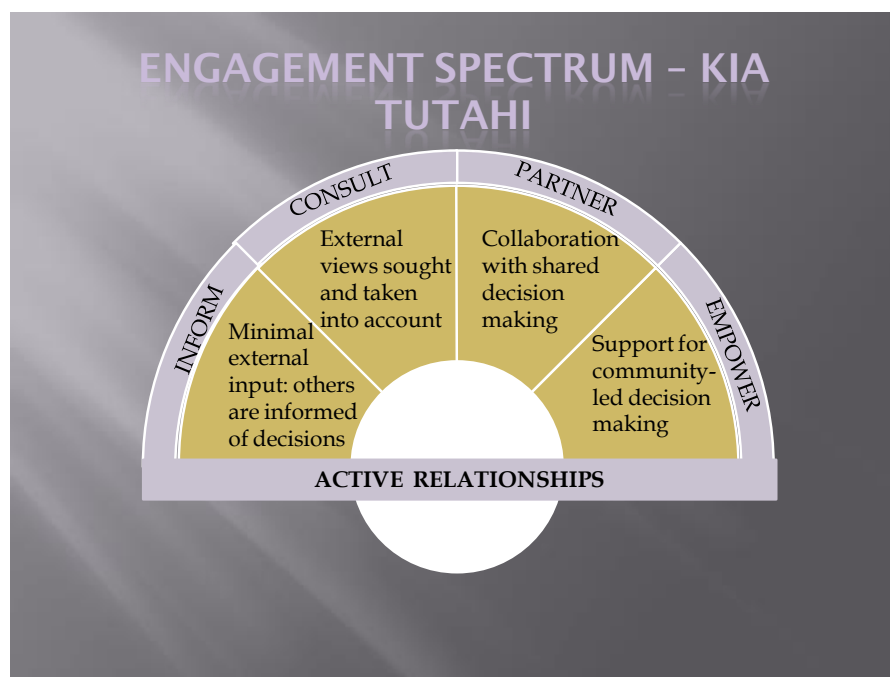 ENGAGEMENT SPECTRUM – KIA
TUTAHI
INFORM
Minimal
external
input: others
are informed
of decisions
CONSULT
External
views sought
and taken
into account
PARTNER
Collaboration
with shared
decision
making
EMPOWER
Support for
community-
led decision
making
ACTIVE RELATIONSHIPS